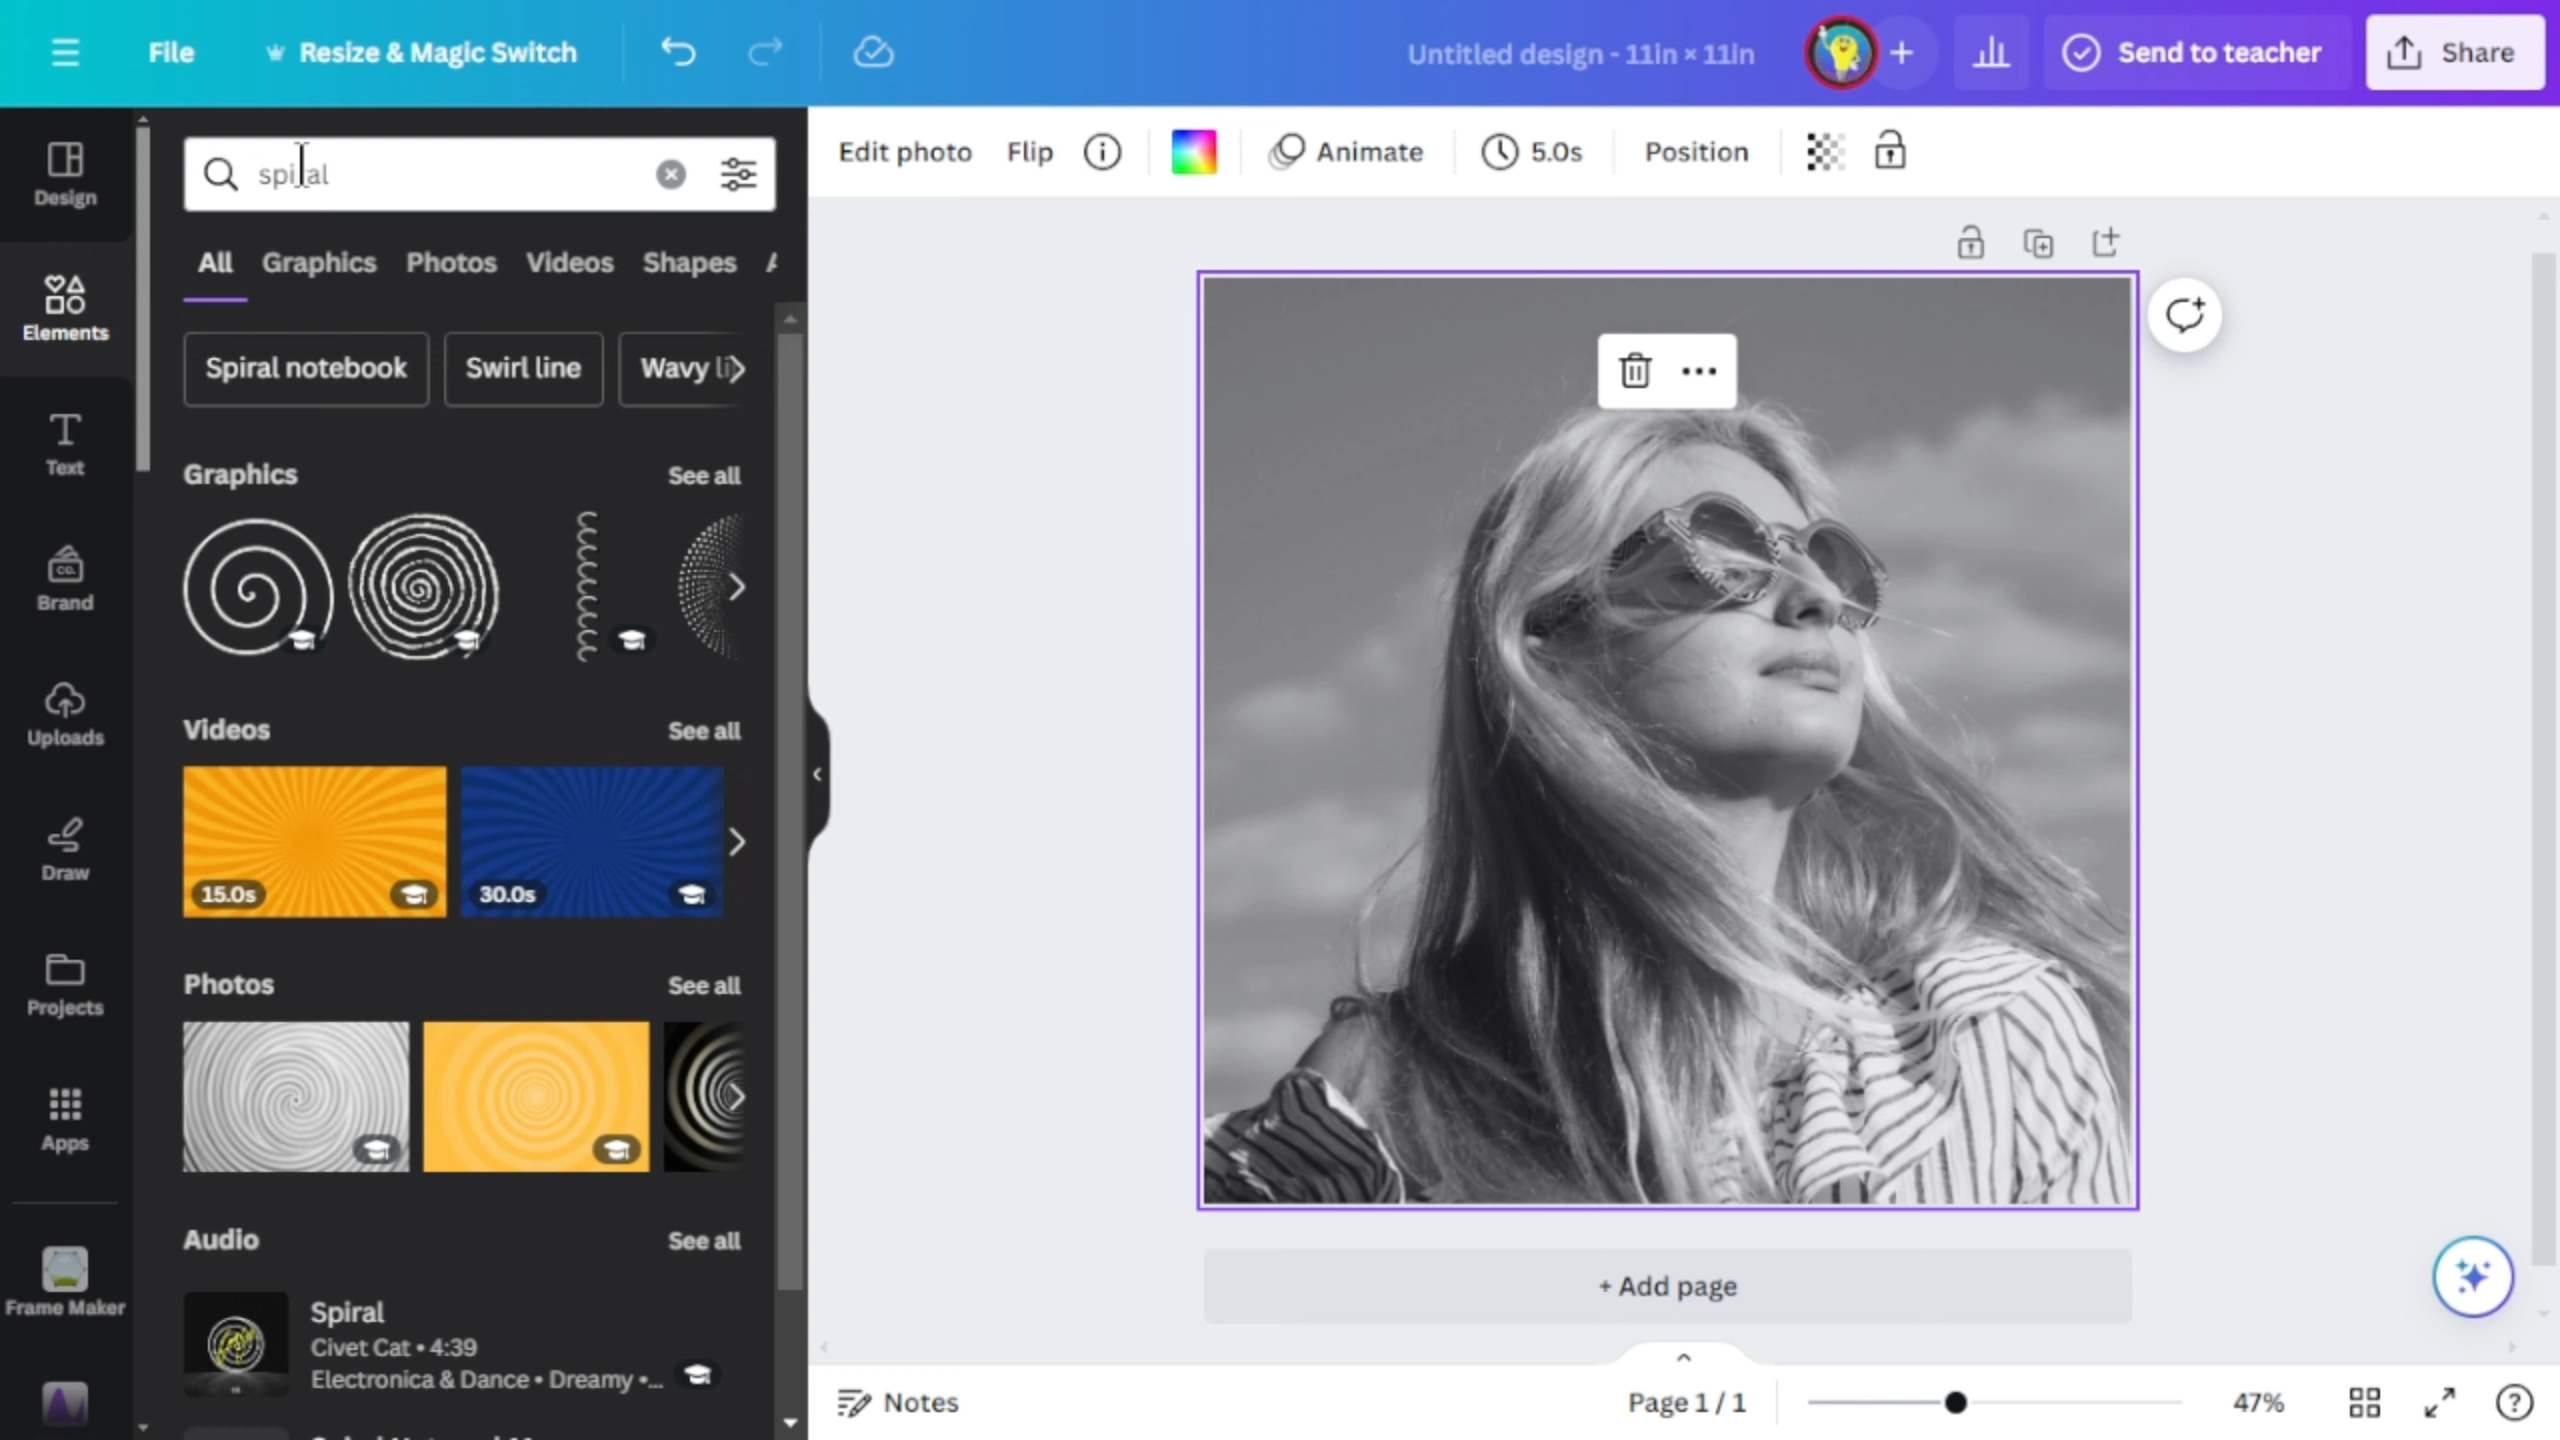 File
Resize & Magic Switch
Untitled design - 11in × 11in
Send to teacher
Share
Design
Elements
Text
Brand
Uploads
Draw
Projects
Apps
Frame Maker
spiral
All Graphics Photos Videos Shapes
Spiral notebook
Swirl line
Wavy li
Graphics See all
Videos See all
15.0s
30.0s
Photos See all
Audio See all
Spiral
Civet Cat • 4:39
Electronica & Dance • Dreamy •...
Edit photo
Flip
Animate
5.0s
Position
+ Add page
Notes
Page 1 / 1
47%